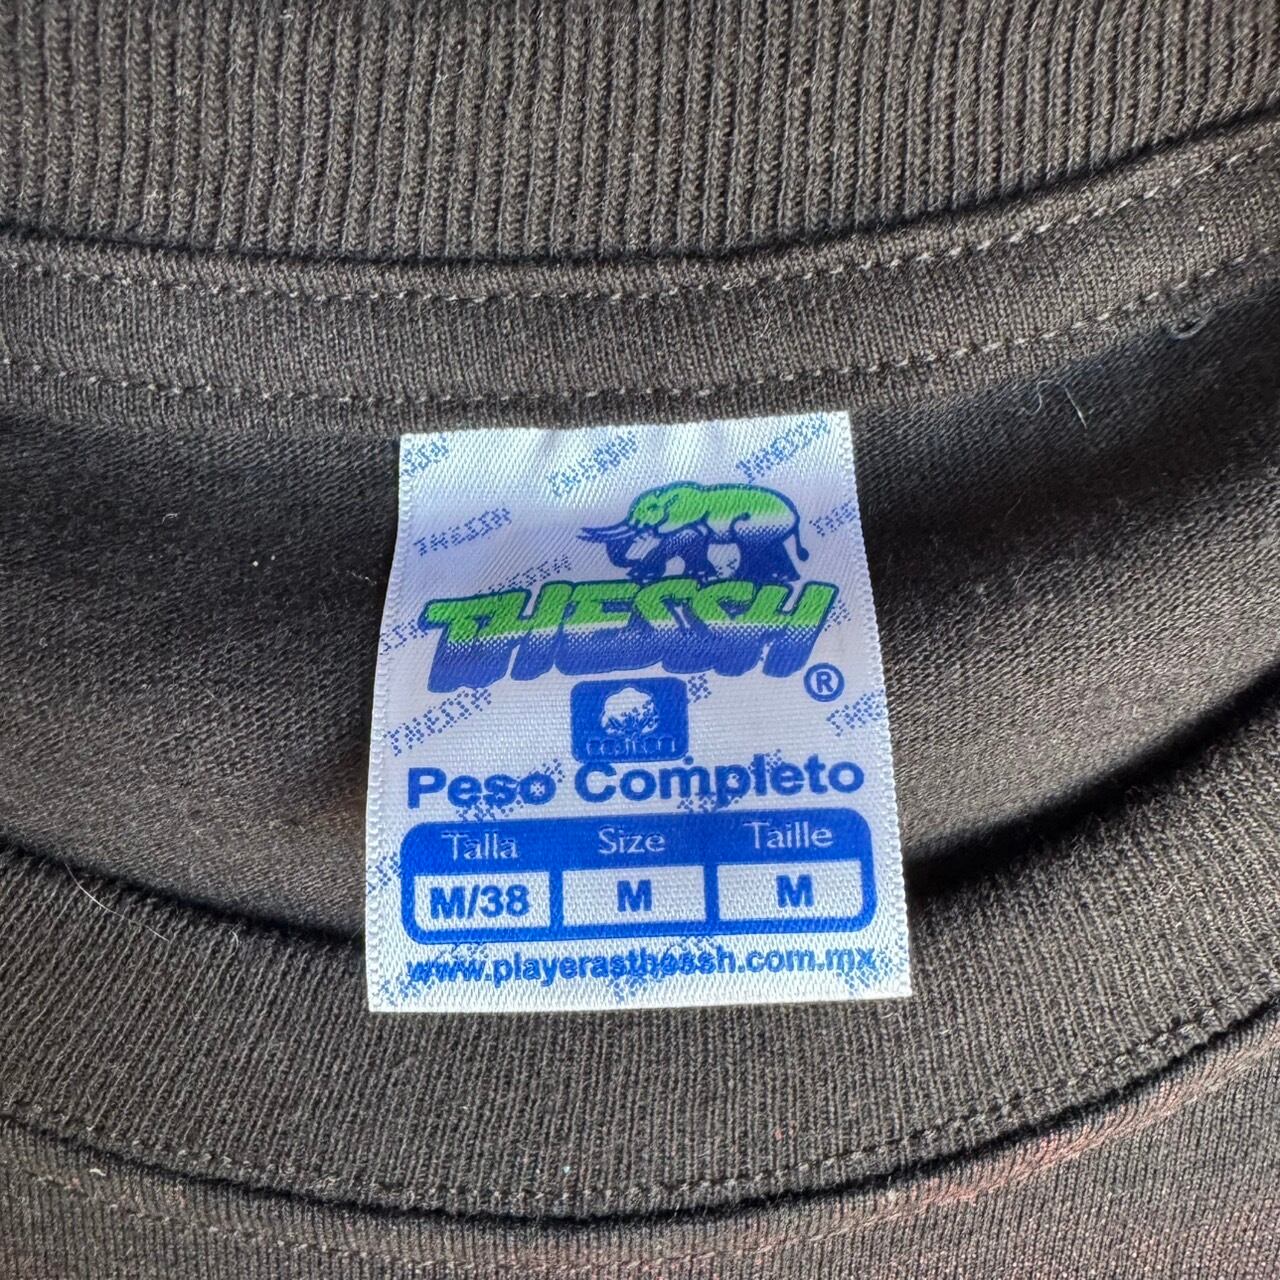 THESSH
®
Peso Completo
Talla Size Taille
M/38 M M
www.playerasthessh.com.mx